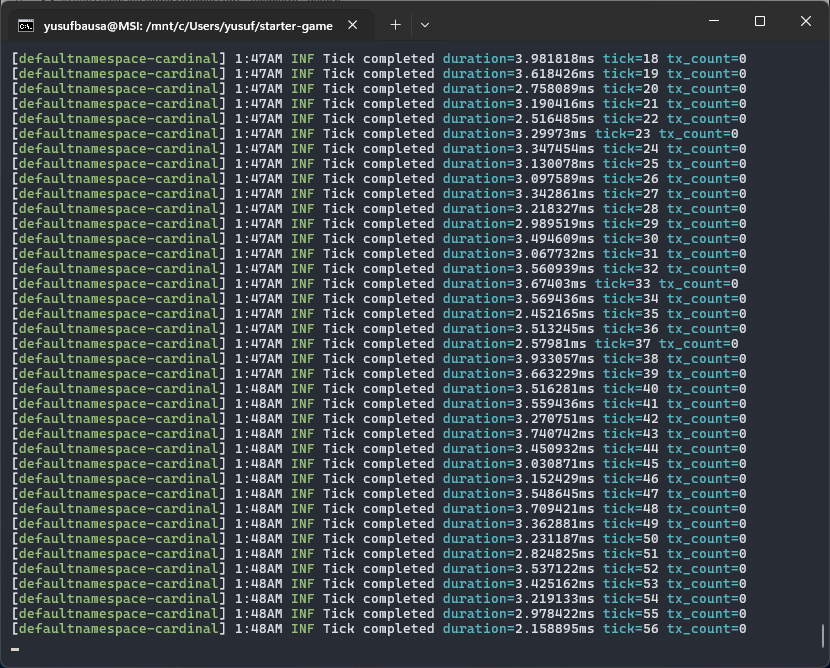 yusufbausa@MSI: /mnt/c/Users/yusuf/starter-game
[defaultnamespace-cardinal] 1:47AM INF Tick completed duration=3.981818ms tick=18 tx_count=0
[defaultnamespace-cardinal] 1:47AM INF Tick completed duration=3.618426ms tick=19 tx_count=0
[defaultnamespace-cardinal] 1:47AM INF Tick completed duration=2.758089ms tick=20 tx_count=0
[defaultnamespace-cardinal] 1:47AM INF Tick completed duration=3.190416ms tick=21 tx_count=0
[defaultnamespace-cardinal] 1:47AM INF Tick completed duration=2.516485ms tick=22 tx_count=0
[defaultnamespace-cardinal] 1:47AM INF Tick completed duration=3.29973ms tick=23 tx_count=0
[defaultnamespace-cardinal] 1:47AM INF Tick completed duration=3.347454ms tick=24 tx_count=0
[defaultnamespace-cardinal] 1:47AM INF Tick completed duration=3.130078ms tick=25 tx_count=0
[defaultnamespace-cardinal] 1:47AM INF Tick completed duration=3.097589ms tick=26 tx_count=0
[defaultnamespace-cardinal] 1:47AM INF Tick completed duration=3.342861ms tick=27 tx_count=0
[defaultnamespace-cardinal] 1:47AM INF Tick completed duration=3.218327ms tick=28 tx_count=0
[defaultnamespace-cardinal] 1:47AM INF Tick completed duration=2.989519ms tick=29 tx_count=0
[defaultnamespace-cardinal] 1:47AM INF Tick completed duration=3.494609ms tick=30 tx_count=0
[defaultnamespace-cardinal] 1:47AM INF Tick completed duration=3.067732ms tick=31 tx_count=0
[defaultnamespace-cardinal] 1:47AM INF Tick completed duration=3.560939ms tick=32 tx_count=0
[defaultnamespace-cardinal] 1:47AM INF Tick completed duration=3.67403ms tick=33 tx_count=0
[defaultnamespace-cardinal] 1:47AM INF Tick completed duration=3.569436ms tick=34 tx_count=0
[defaultnamespace-cardinal] 1:47AM INF Tick completed duration=2.452165ms tick=35 tx_count=0
[defaultnamespace-cardinal] 1:47AM INF Tick completed duration=3.513245ms tick=36 tx_count=0
[defaultnamespace-cardinal] 1:47AM INF Tick completed duration=2.57981ms tick=37 tx_count=0
[defaultnamespace-cardinal] 1:47AM INF Tick completed duration=3.933057ms tick=38 tx_count=0
[defaultnamespace-cardinal] 1:47AM INF Tick completed duration=3.663229ms tick=39 tx_count=0
[defaultnamespace-cardinal] 1:48AM INF Tick completed duration=3.516281ms tick=40 tx_count=0
[defaultnamespace-cardinal] 1:48AM INF Tick completed duration=3.559436ms tick=41 tx_count=0
[defaultnamespace-cardinal] 1:48AM INF Tick completed duration=3.270751ms tick=42 tx_count=0
[defaultnamespace-cardinal] 1:48AM INF Tick completed duration=3.740742ms tick=43 tx_count=0
[defaultnamespace-cardinal] 1:48AM INF Tick completed duration=3.450932ms tick=44 tx_count=0
[defaultnamespace-cardinal] 1:48AM INF Tick completed duration=3.030871ms tick=45 tx_count=0
[defaultnamespace-cardinal] 1:48AM INF Tick completed duration=3.152429ms tick=46 tx_count=0
[defaultnamespace-cardinal] 1:48AM INF Tick completed duration=3.548645ms tick=47 tx_count=0
[defaultnamespace-cardinal] 1:48AM INF Tick completed duration=3.709421ms tick=48 tx_count=0
[defaultnamespace-cardinal] 1:48AM INF Tick completed duration=3.362881ms tick=49 tx_count=0
[defaultnamespace-cardinal] 1:48AM INF Tick completed duration=3.231187ms tick=50 tx_count=0
[defaultnamespace-cardinal] 1:48AM INF Tick completed duration=2.824825ms tick=51 tx_count=0
[defaultnamespace-cardinal] 1:48AM INF Tick completed duration=3.537122ms tick=52 tx_count=0
[defaultnamespace-cardinal] 1:48AM INF Tick completed duration=3.425162ms tick=53 tx_count=0
[defaultnamespace-cardinal] 1:48AM INF Tick completed duration=3.219133ms tick=54 tx_count=0
[defaultnamespace-cardinal] 1:48AM INF Tick completed duration=2.978422ms tick=55 tx_count=0
[defaultnamespace-cardinal] 1:48AM INF Tick completed duration=2.158895ms tick=56 tx_count=0